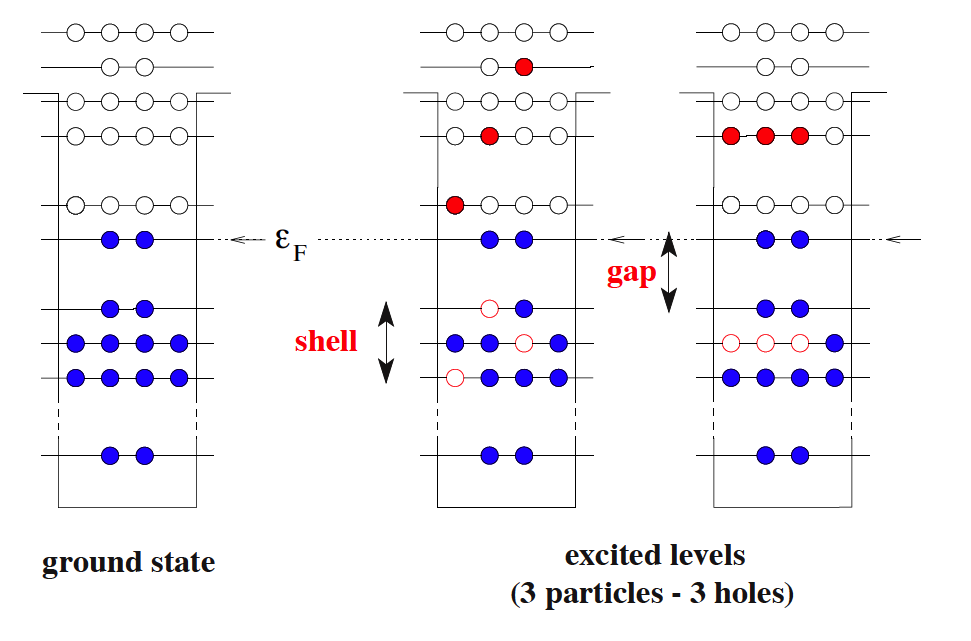 ε_F
gap
shell
ground state
excited levels
(3 particles - 3 holes)